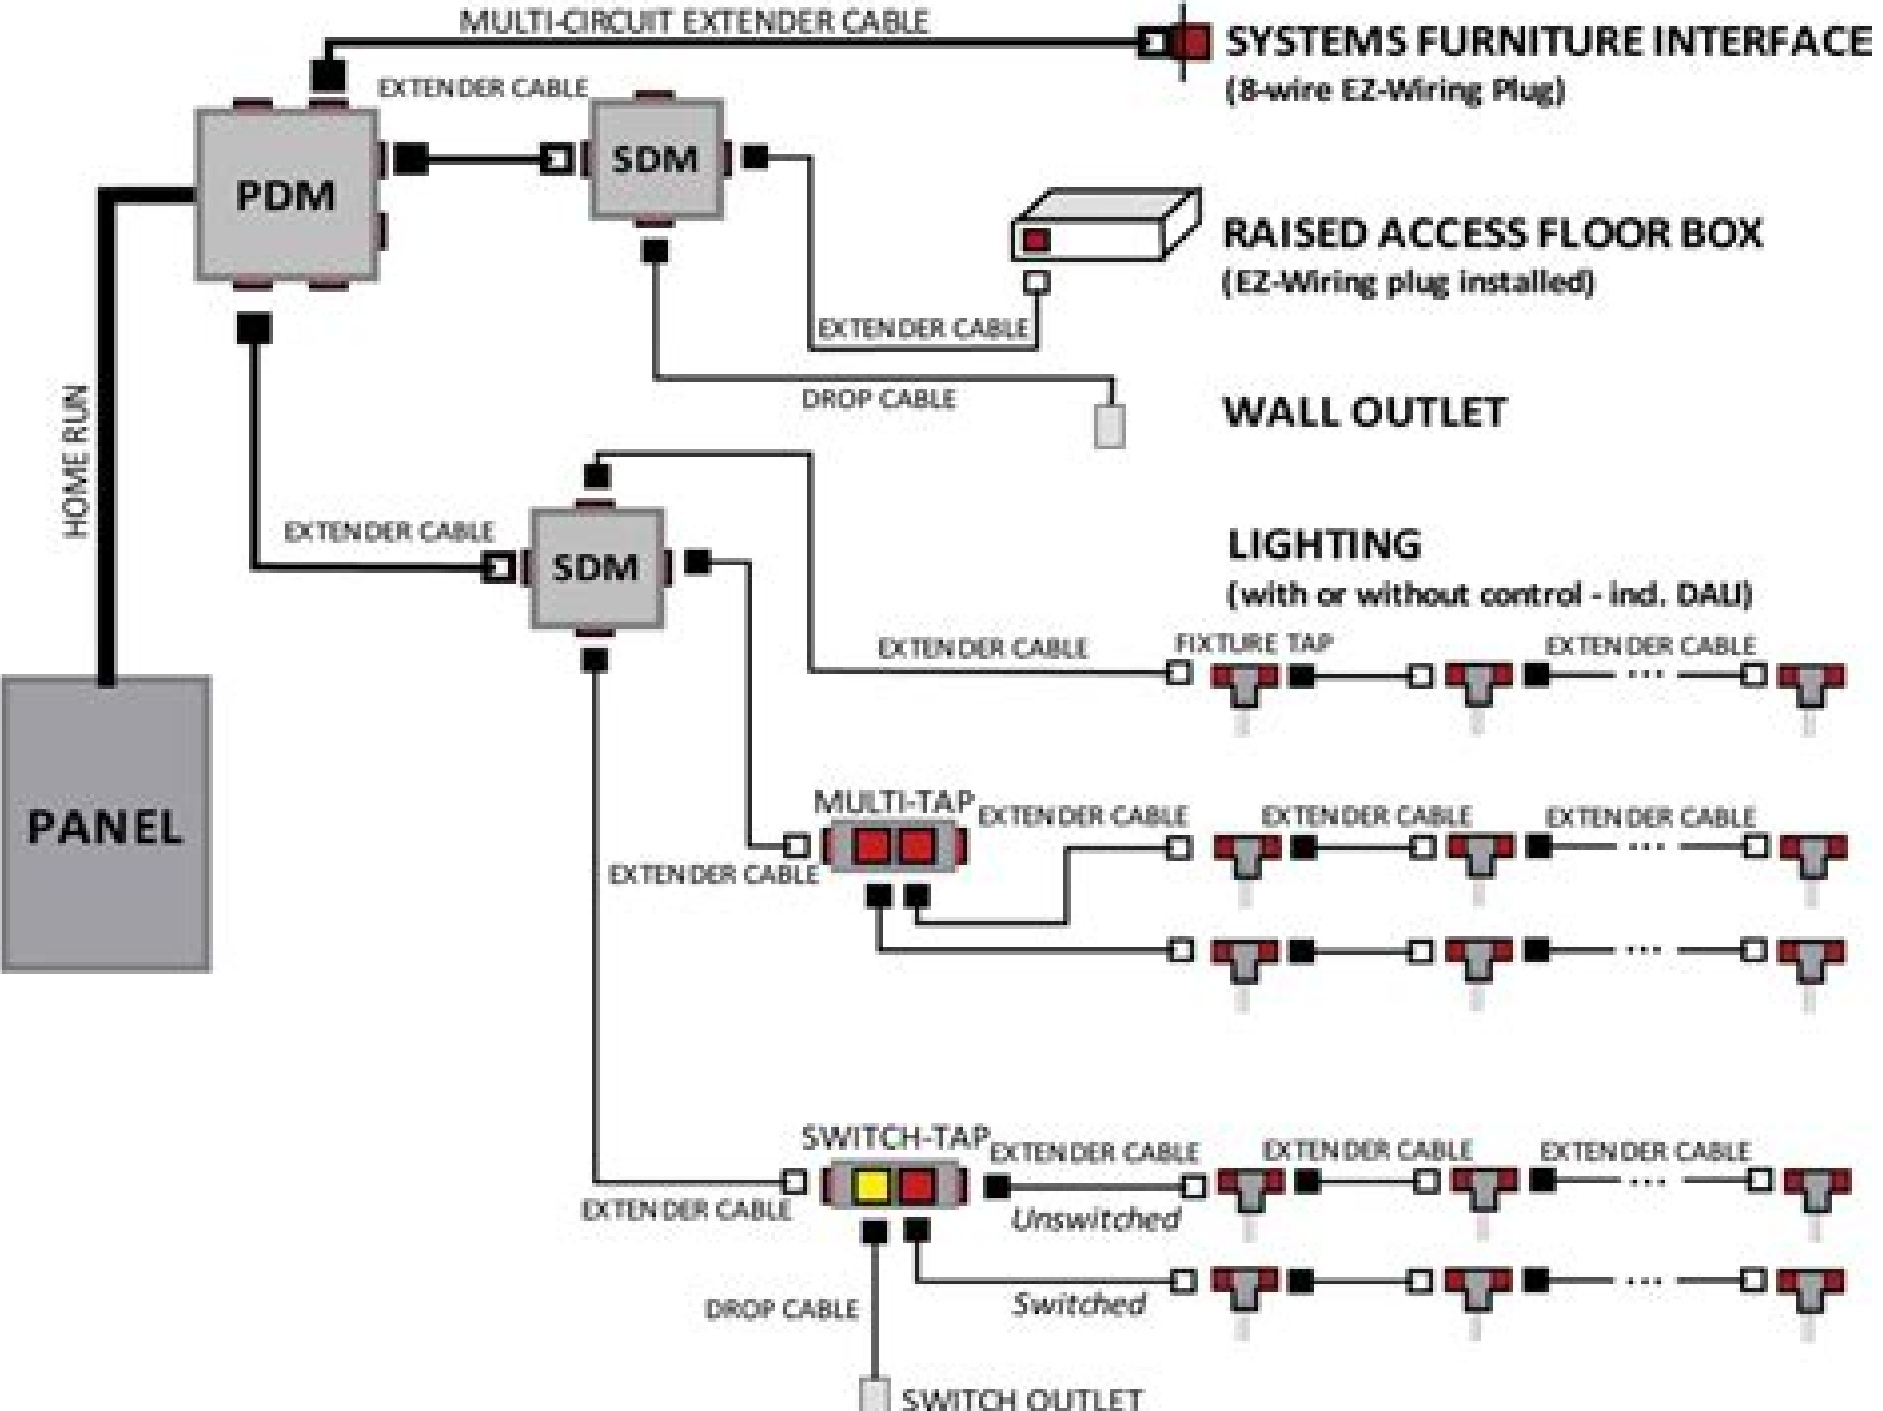 MULTI-CIRCUIT EXTENDER CABLE
SYSTEMS FURNITURE INTERFACE
(8-wire EZ-Wiring Plug)
EXTENDER CABLE
PDM
SDM
RAISED ACCESS FLOOR BOX
(EZ-Wiring plug installed)
EXTENDER CABLE
DROP CABLE
WALL OUTLET
HOME RUN
EXTENDER CABLE
SDM
LIGHTING
(with or without control - incl. DALI)
EXTENDER CABLE
FIXTURE TAP
EXTENDER CABLE
...
PANEL
MULTI-TAP
EXTENDER CABLE
EXTENDER CABLE
EXTENDER CABLE
...
EXTENDER CABLE
...
SWITCH-TAP
EXTENDER CABLE
EXTENDER CABLE
EXTENDER CABLE
...
EXTENDER CABLE
Unswitched
...
Switched
DROP CABLE
SWITCH OUTLET